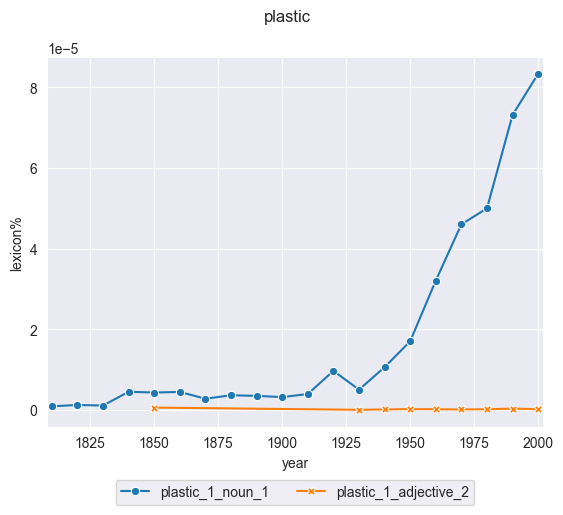 plastic
1e−5
8
6
4
2
0
lexicon%
1825 1850 1875 1900 1925 1950 1975 2000
year
plastic_1_noun_1 plastic_1_adjective_2